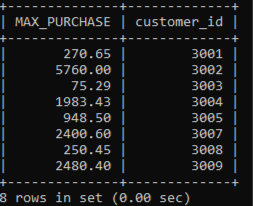 +--------------+-------------+
| MAX_PURCHASE | customer_id |
+--------------+-------------+
| 270.65 | 3001 |
| 5760.00 | 3002 |
| 75.29 | 3003 |
| 1983.43 | 3004 |
| 948.50 | 3005 |
| 2400.60 | 3007 |
| 250.45 | 3008 |
| 2480.40 | 3009 |
+--------------+-------------+
8 rows in set (0.00 sec)